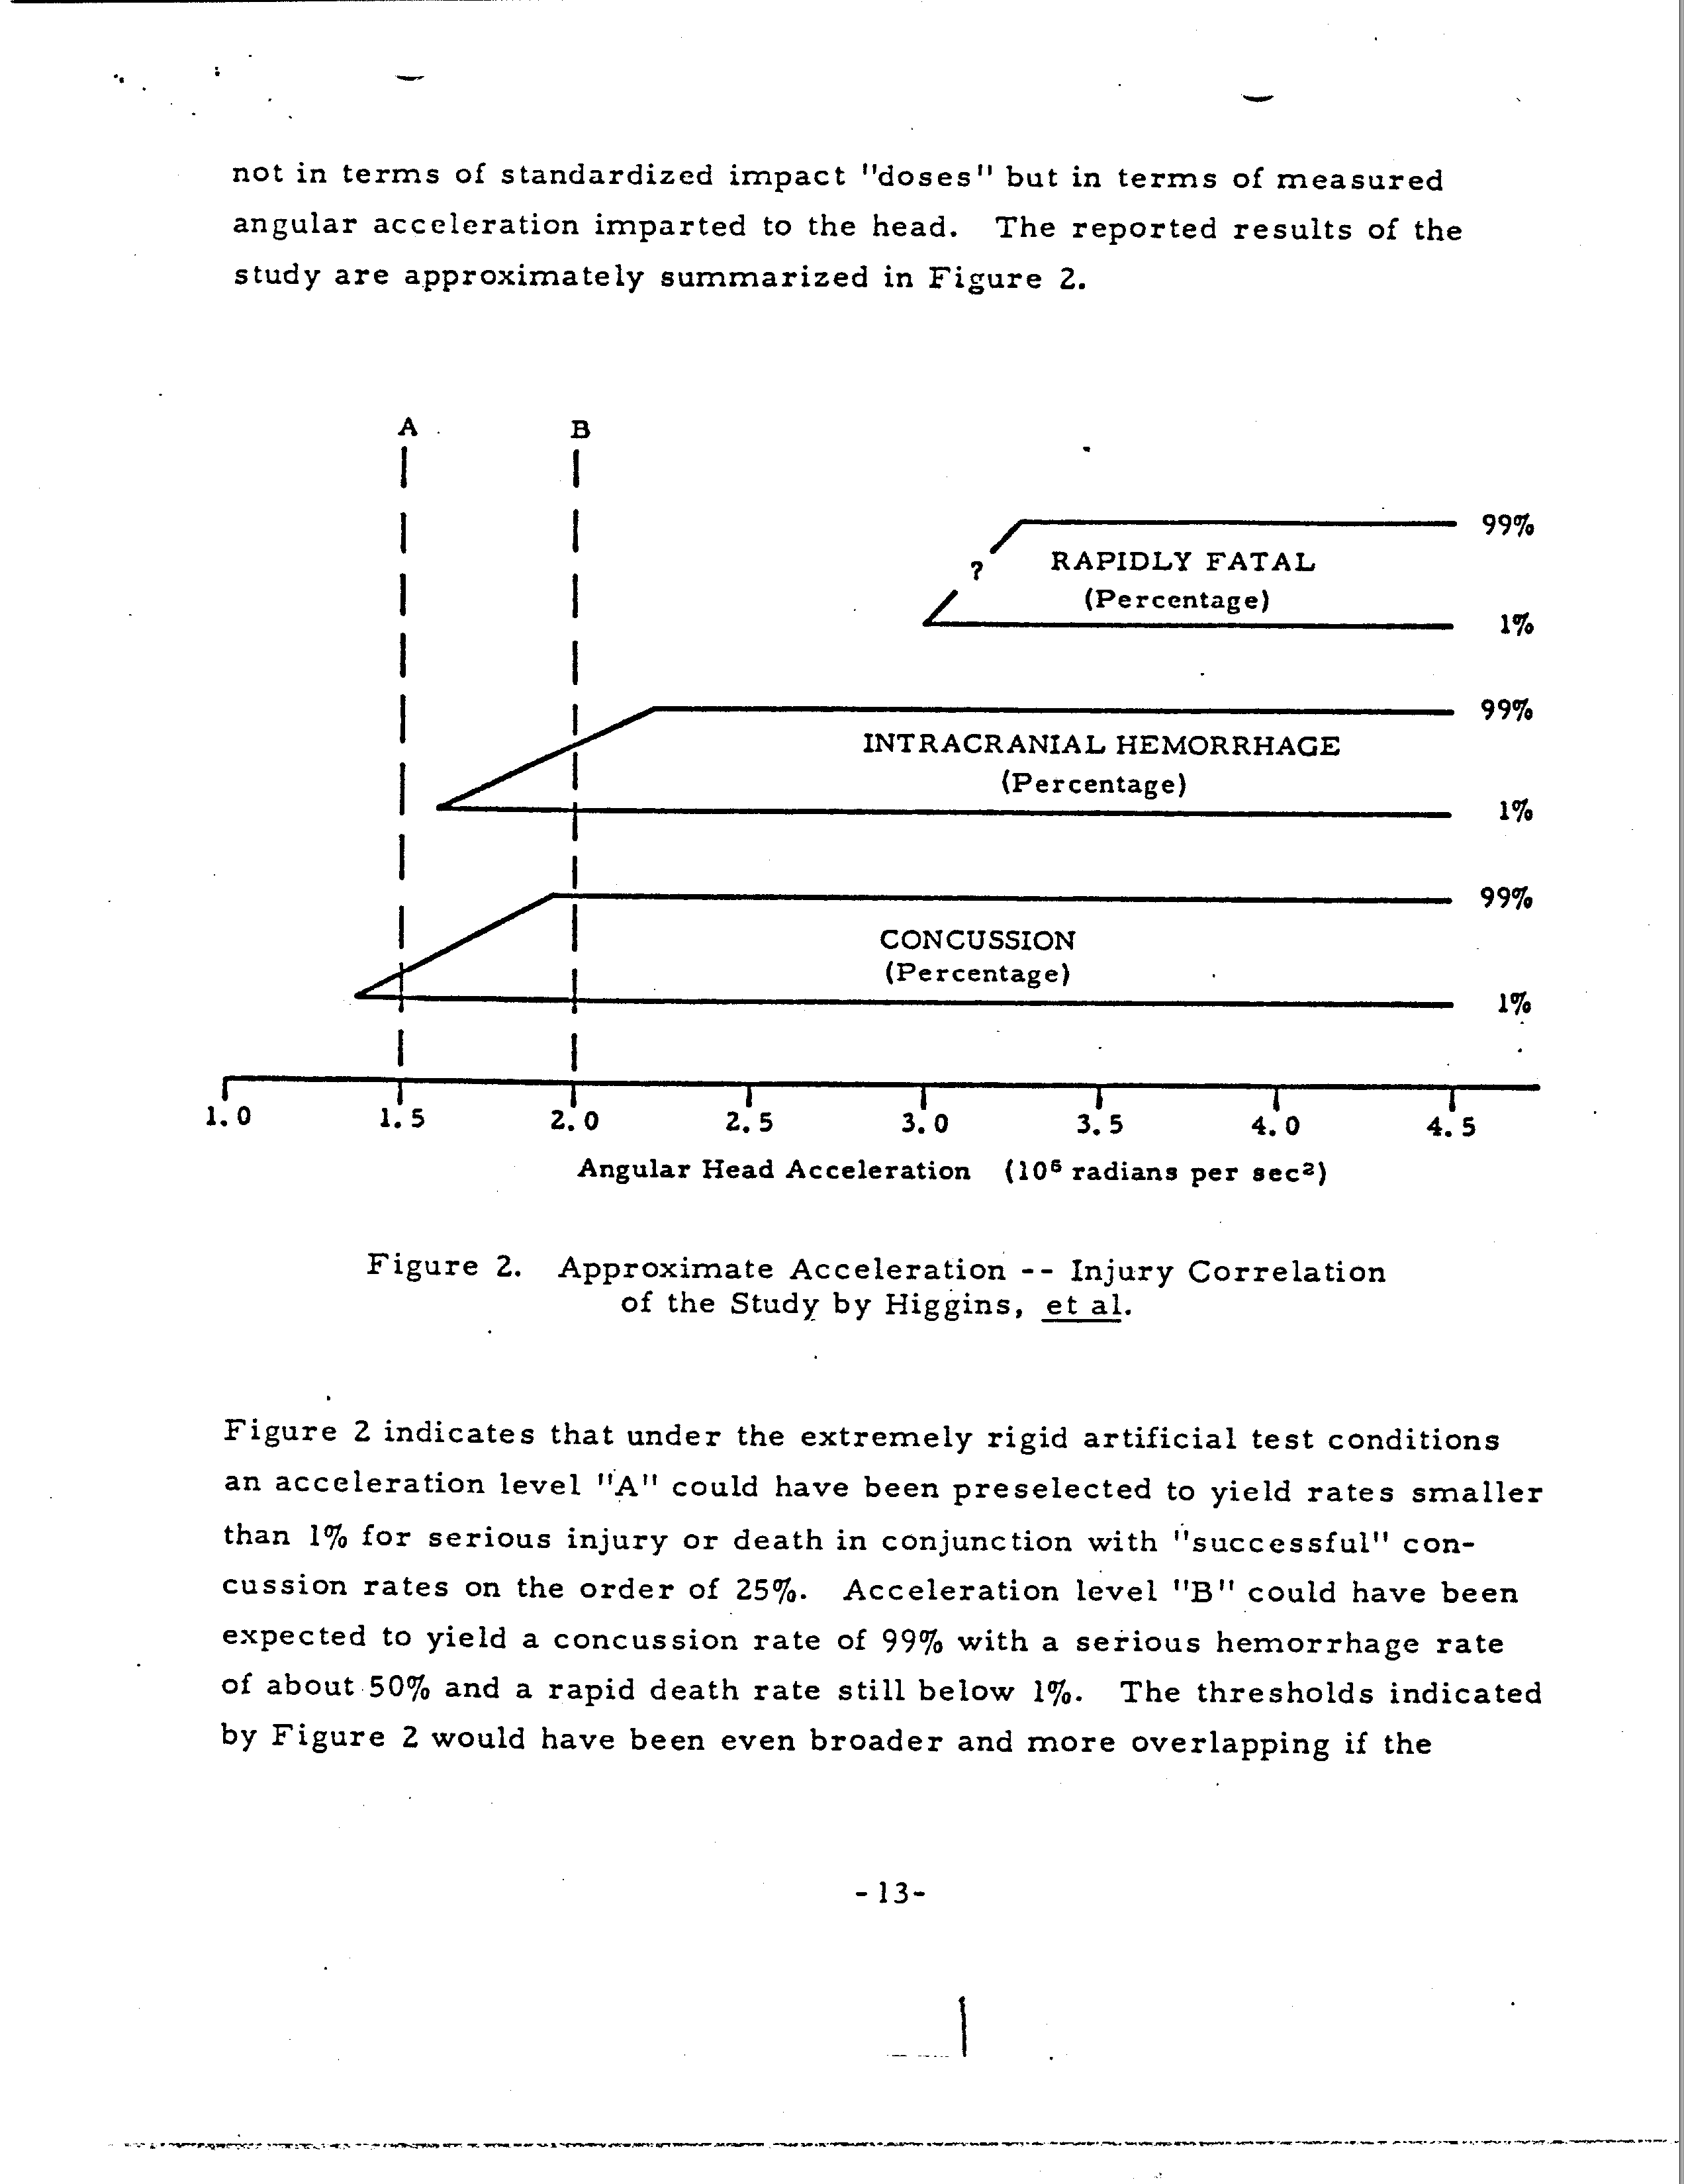 not in terms of standardized impact "doses" but in terms of measured
angular acceleration imparted to the head. The reported results of the
study are approximately summarized in Figure 2.
A B
99%
RAPIDLY FATAL
?
(Percentage)
1%
99%
INTRACRANIAL HEMORRHAGE
(Percentage)
1%
99%
CONCUSSION
(Percentage)
1%
1.0 1.5 2.0 2.5 3.0 3.5 4.0 4.5
Angular Head Acceleration (10⁵ radians per sec²)
Figure 2. Approximate Acceleration -- Injury Correlation
of the Study by Higgins, et al.
Figure 2 indicates that under the extremely rigid artificial test conditions
an acceleration level "A" could have been preselected to yield rates smaller
than 1% for serious injury or death in conjunction with "successful" con-
cussion rates on the order of 25%. Acceleration level "B" could have been
expected to yield a concussion rate of 99% with a serious hemorrhage rate
of about 50% and a rapid death rate still below 1%. The thresholds indicated
by Figure 2 would have been even broader and more overlapping if the
-13-